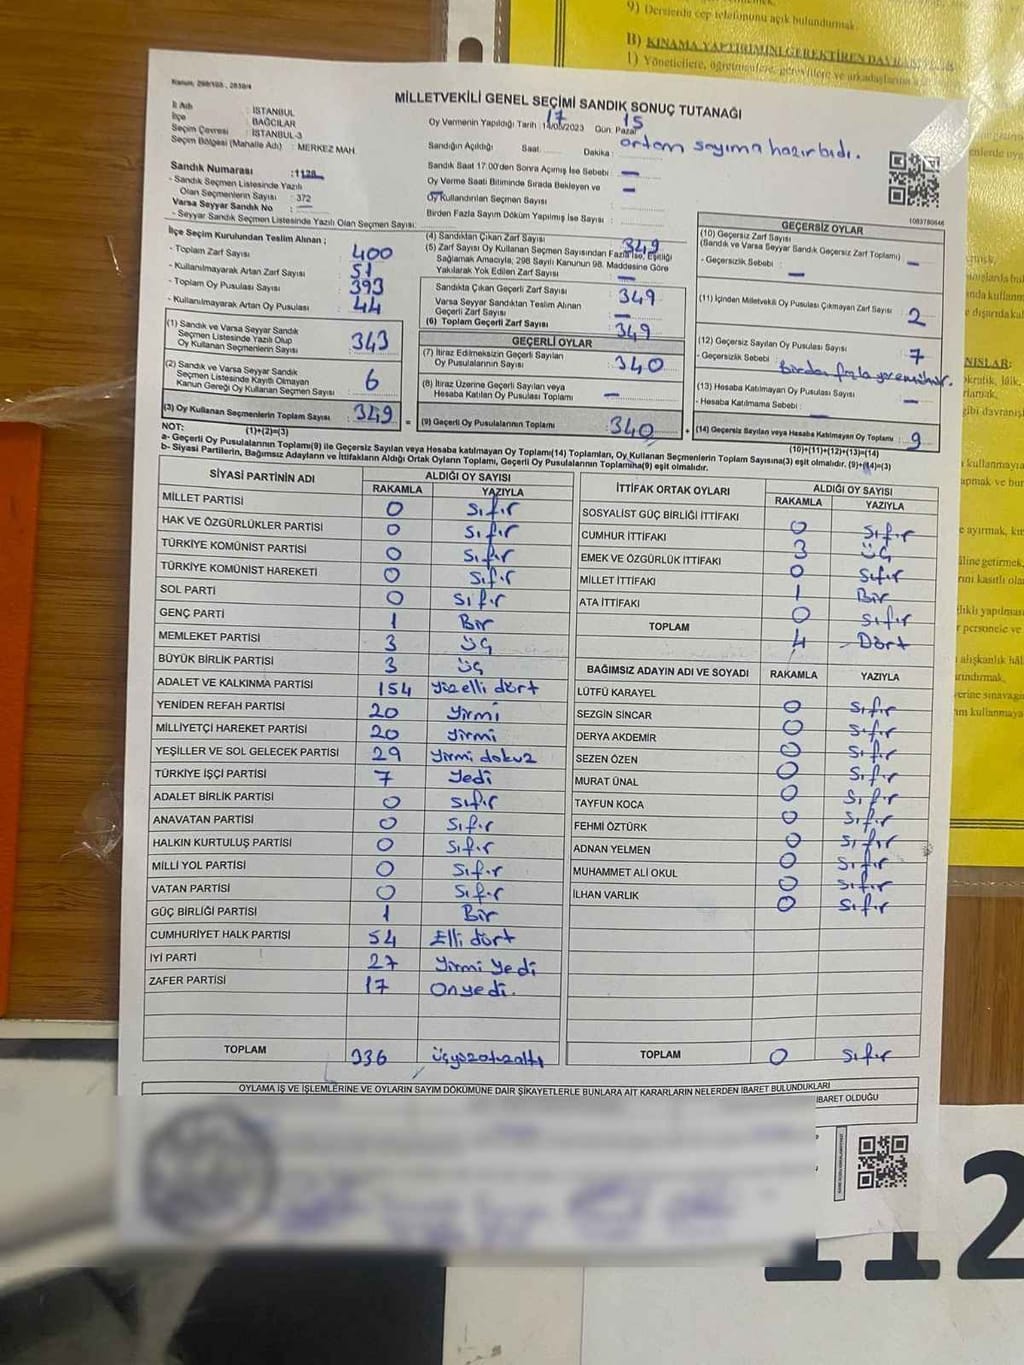 9) Derslerde cep telefonunu açık bulundurmak.
B) KINAMA YAPTIRIMINI GEREKTİREN
1) Yöneticilere, öğretmenlere, görevlilere ve arkadaşlarına
Kanun, 298/105, 2839/4
MİLLETVEKİLİ GENEL SEÇİMİ SANDIK SONUÇ TUTANAĞI
İl Adı : İSTANBUL
İlçe : BAĞCILAR
Seçim Çevresi : İSTANBUL-3
Seçim Bölgesi (Mahalle Adı) : MERKEZ MAH.
Oy Vermenin Yapıldığı Tarih : 14/05/2023 Gün: Pazar
Sandığın Açıldığı Saat:...... 17 Dakika: 15 ortam sayıma hazırdı.
Sandık Saat 17.00'den Sonra Açılmış İse Sebebi : —
Oy Verme Saati Bitiminde Sırada Bekleyen ve Oy Kullandırılan Seçmen Sayısı : —
Birden Fazla Sayım Döküm Yapılmış İse Sayısı :
Sandık Numarası : 1128
- Sandık Seçmen Listesinde Yazılı Olan Seçmenlerin Sayısı : 372
Varsa Seyyar Sandık No : —
- Seyyar Sandık Seçmen Listesinde Yazılı Olan Seçmen Sayısı:
1083780646
İlçe Seçim Kurulundan Teslim Alınan ;
- Toplam Zarf Sayısı : 400
- Kullanılmayarak Artan Zarf Sayısı : 51
- Toplam Oy Pusulası Sayısı : 393
- Kullanılmayarak Artan Oy Pusulası : 44
(1) Sandık ve Varsa Seyyar Sandık Seçmen Listesinde Yazılı Olup Oy Kullanan Seçmenlerin Sayısı : 343
(2) Sandık ve Varsa Seyyar Sandık Seçmen Listesinde Kayıtlı Olmayan Kanun Gereği Oy Kullanan Seçmen Sayısı : 6
(3) Oy Kullanan Seçmenlerin Toplam Sayısı : 349
(1)+(2)=(3)
(4) Sandıktan Çıkan Zarf Sayısı : 349
(5) Zarf Sayısı Oy Kullanan Seçmen Sayısından Fazla İse, Eşitliği Sağlamak Amacıyla, 298 Sayılı Kanunun 98. Maddesine Göre Yakılarak Yok Edilen Zarf Sayısı : —
Sandıkta Çıkan Geçerli Zarf Sayısı : 349
Varsa Seyyar Sandıktan Teslim Alınan Geçerli Zarf Sayısı : —
(6) Toplam Geçerli Zarf Sayısı : 349
GEÇERLİ OYLAR
(7) İtiraz Edilmeksizin Geçerli Sayılan Oy Pusulalarının Sayısı : 340
(8) İtiraz Üzerine Geçerli Sayılan veya Hesaba Katılan Oy Pusulası Toplamı : —
= (9) Geçerli Oy Pusulalarının Toplamı : 340
GEÇERSİZ OYLAR
(10) Geçersiz Zarf Sayısı (Sandık ve Varsa Seyyar Sandık Geçersiz Zarf Toplamı) : —
- Geçersizlik Sebebi : —
(11) İçinden Milletvekili Oy Pusulası Çıkmayan Zarf Sayısı : 2
(12) Geçersiz Sayılan Oy Pusulası Sayısı : 7
- Geçersizlik Sebebi : Birden fazla
(13) Hesaba Katılmayan Oy Pusulası Sayısı : —
- Hesaba Katılmama Sebebi : —
+ (14) Geçersiz Sayılan veya Hesaba Katılmayan Oy Toplamı : 9
(10)+(11)+(12)+(13)=(14)
NOT:
a- Geçerli Oy Pusulalarının Toplamı(9) ile Geçersiz Sayılan veya Hesaba Katılmayan Oy Toplamı(14) Toplamları, Oy Kullanan Seçmenlerin Toplam Sayısına(3) eşit olmalıdır. (9)+(14)=(3)
b- Siyasi Partilerin, Bağımsız Adayların ve İttifakların Aldığı Ortak Oyların Toplamı, Geçerli Oy Pusulalarının Toplamına(9) eşit olmalıdır.
SİYASİ PARTİNİN ADI ALDIĞI OY SAYISI
RAKAMLA YAZIYLA
MİLLET PARTİSİ 0 Sıfır
HAK VE ÖZGÜRLÜKLER PARTİSİ 0 Sıfır
TÜRKİYE KOMÜNİST PARTİSİ 0 Sıfır
TÜRKİYE KOMÜNİST HAREKETİ 0 Sıfır
SOL PARTİ 0 Sıfır
GENÇ PARTİ 1 Bir
MEMLEKET PARTİSİ 3 üç
BÜYÜK BİRLİK PARTİSİ 3 üç
ADALET VE KALKINMA PARTİSİ 154 Yüzelli dört
YENİDEN REFAH PARTİSİ 20 Yirmi
MİLLİYETÇİ HAREKET PARTİSİ 20 Yirmi
YEŞİLLER VE SOL GELECEK PARTİSİ 29 Yirmi dokuz
TÜRKİYE İŞÇİ PARTİSİ 7 Yedi
ADALET BİRLİK PARTİSİ 0 Sıfır
ANAVATAN PARTİSİ 0 Sıfır
HALKIN KURTULUŞ PARTİSİ 0 Sıfır
MİLLİ YOL PARTİSİ 0 Sıfır
VATAN PARTİSİ 0 Sıfır
GÜÇ BİRLİĞİ PARTİSİ 1 Bir
CUMHURİYET HALK PARTİSİ 54 Elli dört
İYİ PARTİ 27 Yirmi yedi
ZAFER PARTİSİ 17 Onyedi.
TOPLAM 336 üçyüzotuzaltı
İTTİFAK ORTAK OYLARI ALDIĞI OY SAYISI
RAKAMLA YAZIYLA
SOSYALİST GÜÇ BİRLİĞİ İTTİFAKI 0 Sıfır
CUMHUR İTTİFAKI 3 üç
EMEK VE ÖZGÜRLÜK İTTİFAKI 0 Sıfır
MİLLET İTTİFAKI 1 Bir
ATA İTTİFAKI 0 Sıfır
TOPLAM 4 Dört
BAĞIMSIZ ADAYIN ADI VE SOYADI RAKAMLA YAZIYLA
LÜTFÜ KARAYEL 0 Sıfır
SEZGİN SİNCAR 0 Sıfır
DERYA AKDEMİR 0 Sıfır
SEZEN ÖZEN 0 Sıfır
MURAT ÜNAL 0 Sıfır
TAYFUN KOCA 0 Sıfır
FEHMİ ÖZTÜRK 0 Sıfır
ADNAN YELMEN 0 Sıfır
MUHAMMET ALİ OKUL 0 Sıfır
İLHAN VARLIK 0 Sıfır
TOPLAM 0 Sıfır
OYLAMA İŞ VE İŞLEMLERİNE VE OYLARIN SAYIM DÖKÜMÜNE DAİR ŞİKAYETLERLE BUNLARA AİT KARARLARIN NELERDEN İBARET BULUNDUKLARI
İBARET OLDUĞU
112